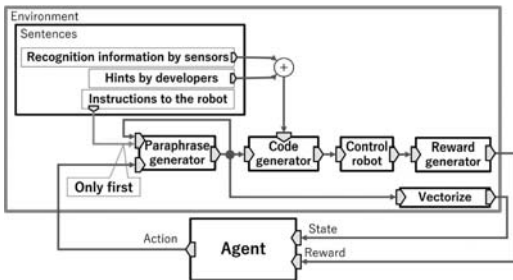 Environment
Sentences
Recognition information by sensors
Hints by developers
+
Instructions to the robot
Paraphrase
generator
Code
generator
Control
robot
Reward
generator
Only first
Vectorize
Action
Agent
State
Reward